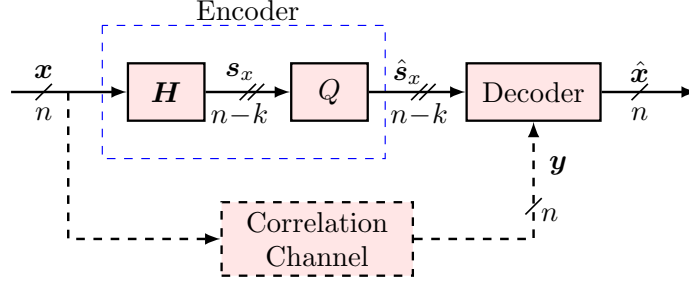 Encoder
x
n
H
s_x
n−k
Q
ŝ_x
n−k
Decoder
x̂
n
y
n
Correlation
Channel